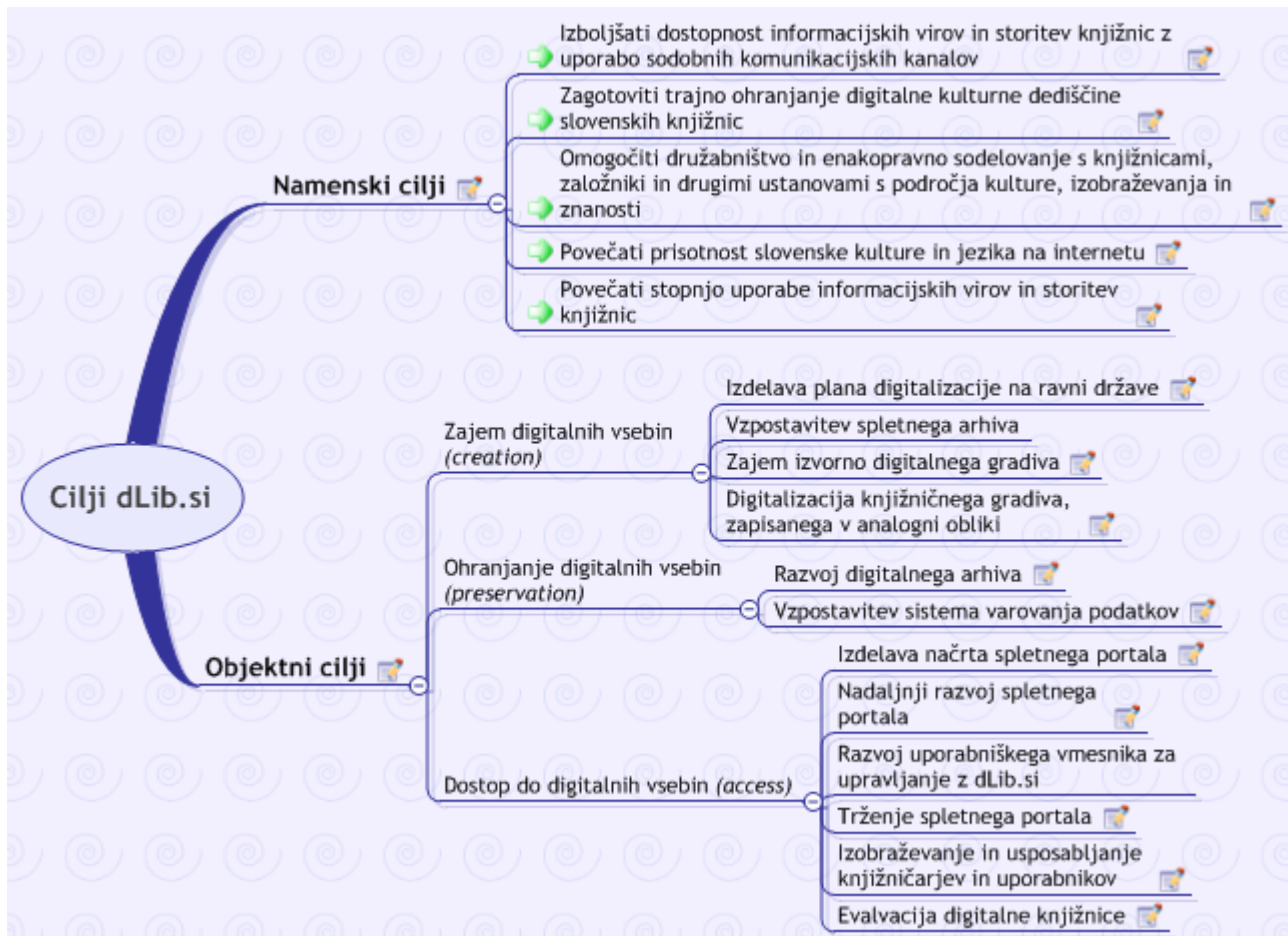 Cilji dLib.si
Namenski cilji
Izboljšati dostopnost informacijskih virov in storitev knjižnic z
uporabo sodobnih komunikacijskih kanalov
Zagotoviti trajno ohranjanje digitalne kulturne dediščine
slovenskih knjižnic
Omogočiti družabništvo in enakopravno sodelovanje s knjižnicami,
založniki in drugimi ustanovami s področja kulture, izobraževanja in
znanosti
Povečati prisotnost slovenske kulture in jezika na internetu
Povečati stopnjo uporabe informacijskih virov in storitev
knjižnic
Objektni cilji
Zajem digitalnih vsebin
(creation)
Izdelava plana digitalizacije na ravni države
Vzpostavitev spletnega arhiva
Zajem izvorno digitalnega gradiva
Digitalizacija knjižničnega gradiva,
zapisanega v analogni obliki
Ohranjanje digitalnih vsebin
(preservation)
Razvoj digitalnega arhiva
Vzpostavitev sistema varovanja podatkov
Dostop do digitalnih vsebin (access)
Izdelava načrta spletnega portala
Nadaljnji razvoj spletnega
portala
Razvoj uporabniškega vmesnika za
upravljanje z dLib.si
Trženje spletnega portala
Izobraževanje in usposabljanje
knjižničarjev in uporabnikov
Evalvacija digitalne knjižnice